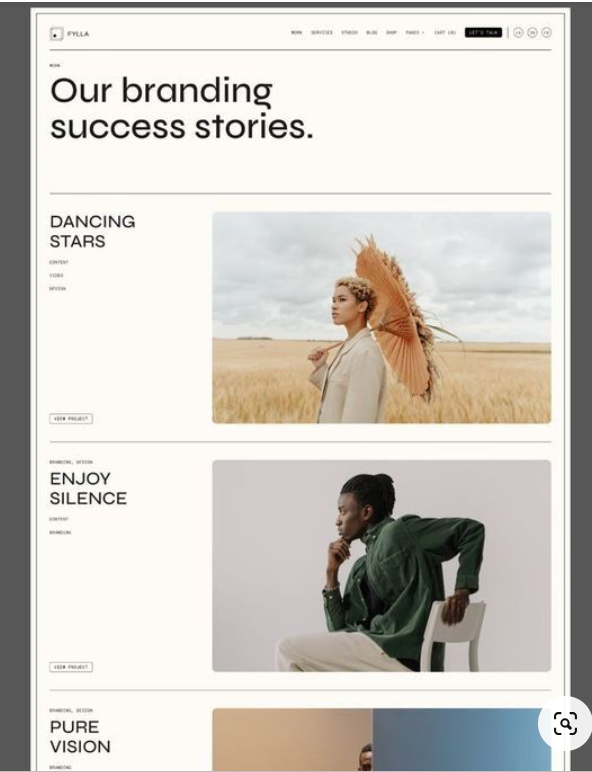 FYLLA
WORK SERVICES STUDIO BLOG SHOP PAGES CART (0) LET'S TALK
WORK
Our branding
success stories.
DANCING
STARS
CONTENT
VIDEO
DESIGN
VIEW PROJECT
BRANDING, DESIGN
ENJOY
SILENCE
CONTENT
BRANDING
VIEW PROJECT
BRANDING, DESIGN
PURE
VISION
BRANDING